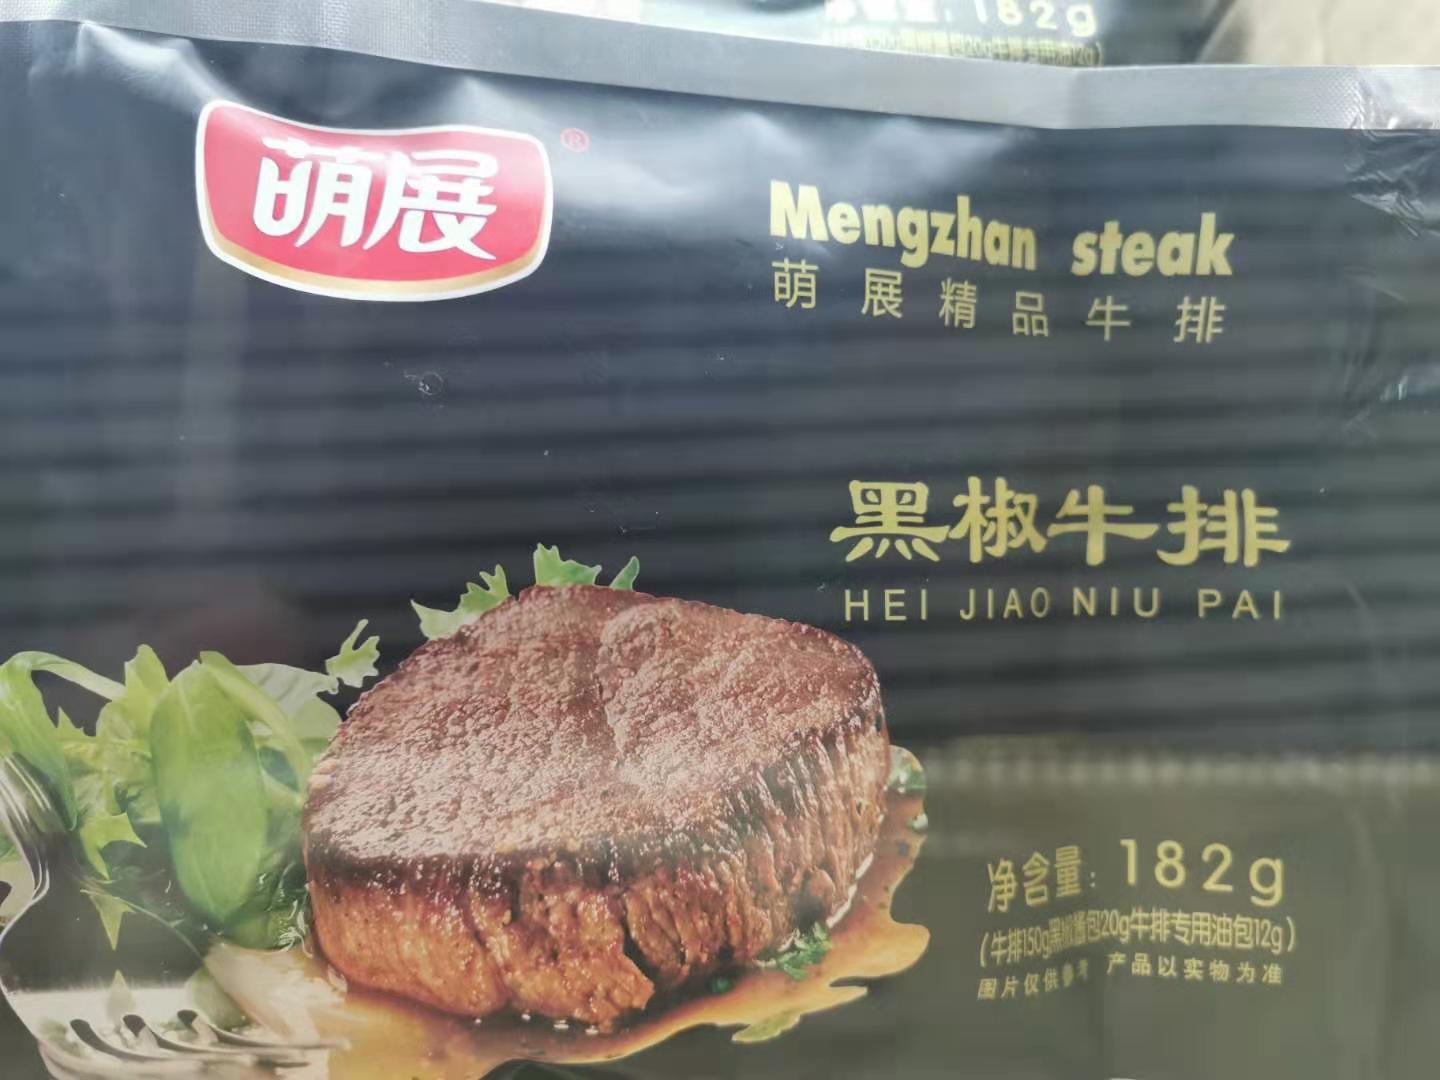 182g
萌展®
Mengzhan steak
萌展精品牛排
黑椒牛排
HEI JIAO NIU PAI
净含量：182g
（牛排150g黑椒酱包20g牛排专用油包12g）
图片仅供参考 产品以实物为准